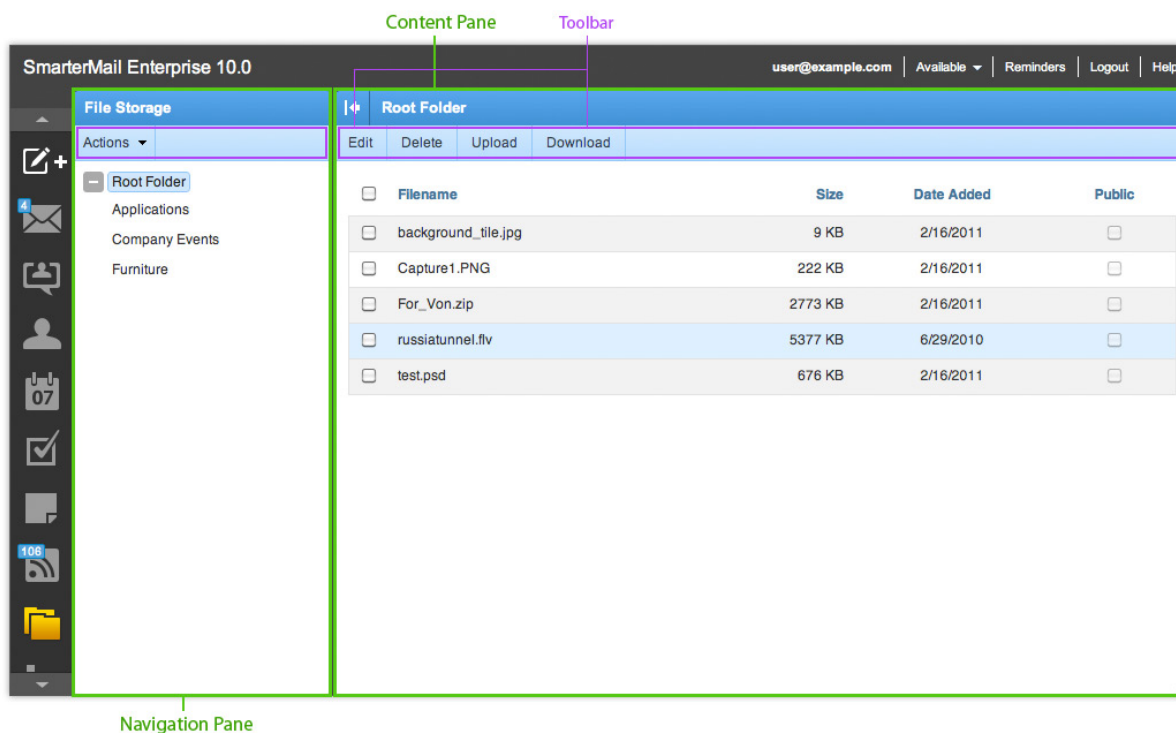 Content Pane Toolbar
SmarterMail Enterprise 10.0 user@example.com Available Reminders Logout Help
File Storage Root Folder
Actions Edit Delete Upload Download
Root Folder Filename Size Date Added Public
Applications
4
background_tile.jpg 9 KB 2/16/2011
Company Events
Furniture Capture1.PNG 222 KB 2/16/2011
For_Von.zip 2773 KB 2/16/2011
russiatunnel.flv 5377 KB 6/29/2010
test.psd 676 KB 2/16/2011
07
106
Navigation Pane